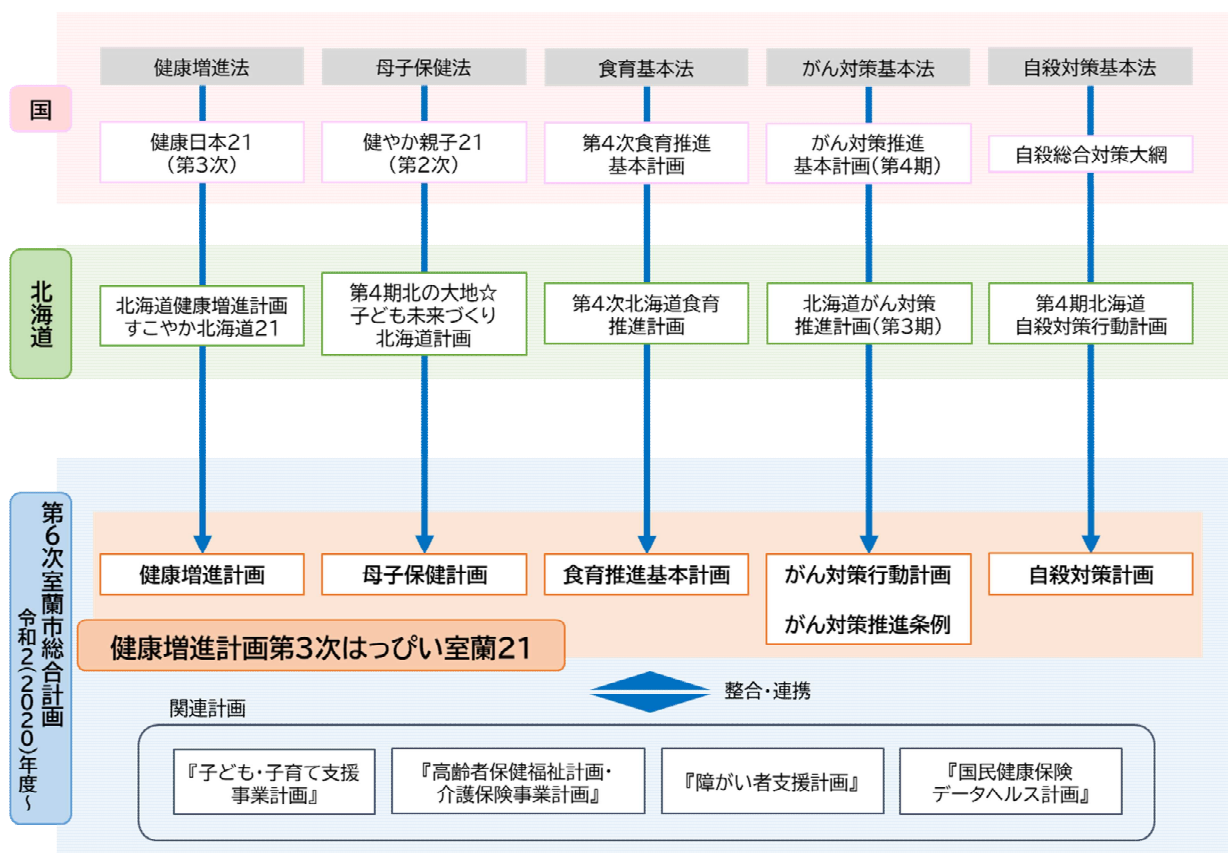 国
健康増進法
母子保健法
食育基本法
がん対策基本法
自殺対策基本法
健康日本21
(第3次)
健やか親子21
(第2次)
第4次食育推進
基本計画
がん対策推進
基本計画(第4期)
自殺総合対策大網
北海道
北海道健康増進計画
すこやか北海道21
第4期北の大地☆
子ども未来づくり
北海道計画
第4次北海道食育
推進計画
北海道がん対策
推進計画(第3期)
第4期北海道
自殺対策行動計画
第6次室蘭市総合計画
令和2(2020)年度~
健康増進計画
母子保健計画
食育推進基本計画
がん対策行動計画
がん対策推進条例
自殺対策計画
健康増進計画第3次はっぴい室蘭21
整合・連携
関連計画
『子ども・子育て支援
事業計画』
『高齢者保健福祉計画・
介護保険事業計画』
『障がい者支援計画』
『国民健康保険
データヘルス計画』